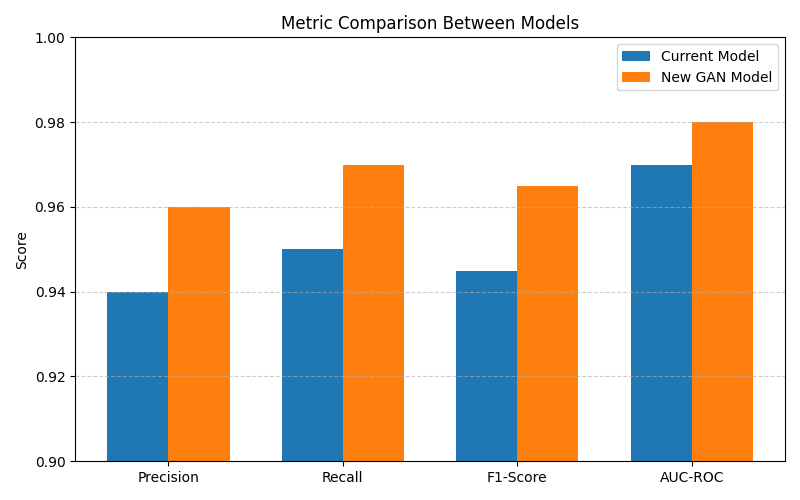 Metric Comparison Between Models
Current Model
New GAN Model
Score
1.00
0.98
0.96
0.94
0.92
0.90
Precision
Recall
F1-Score
AUC-ROC